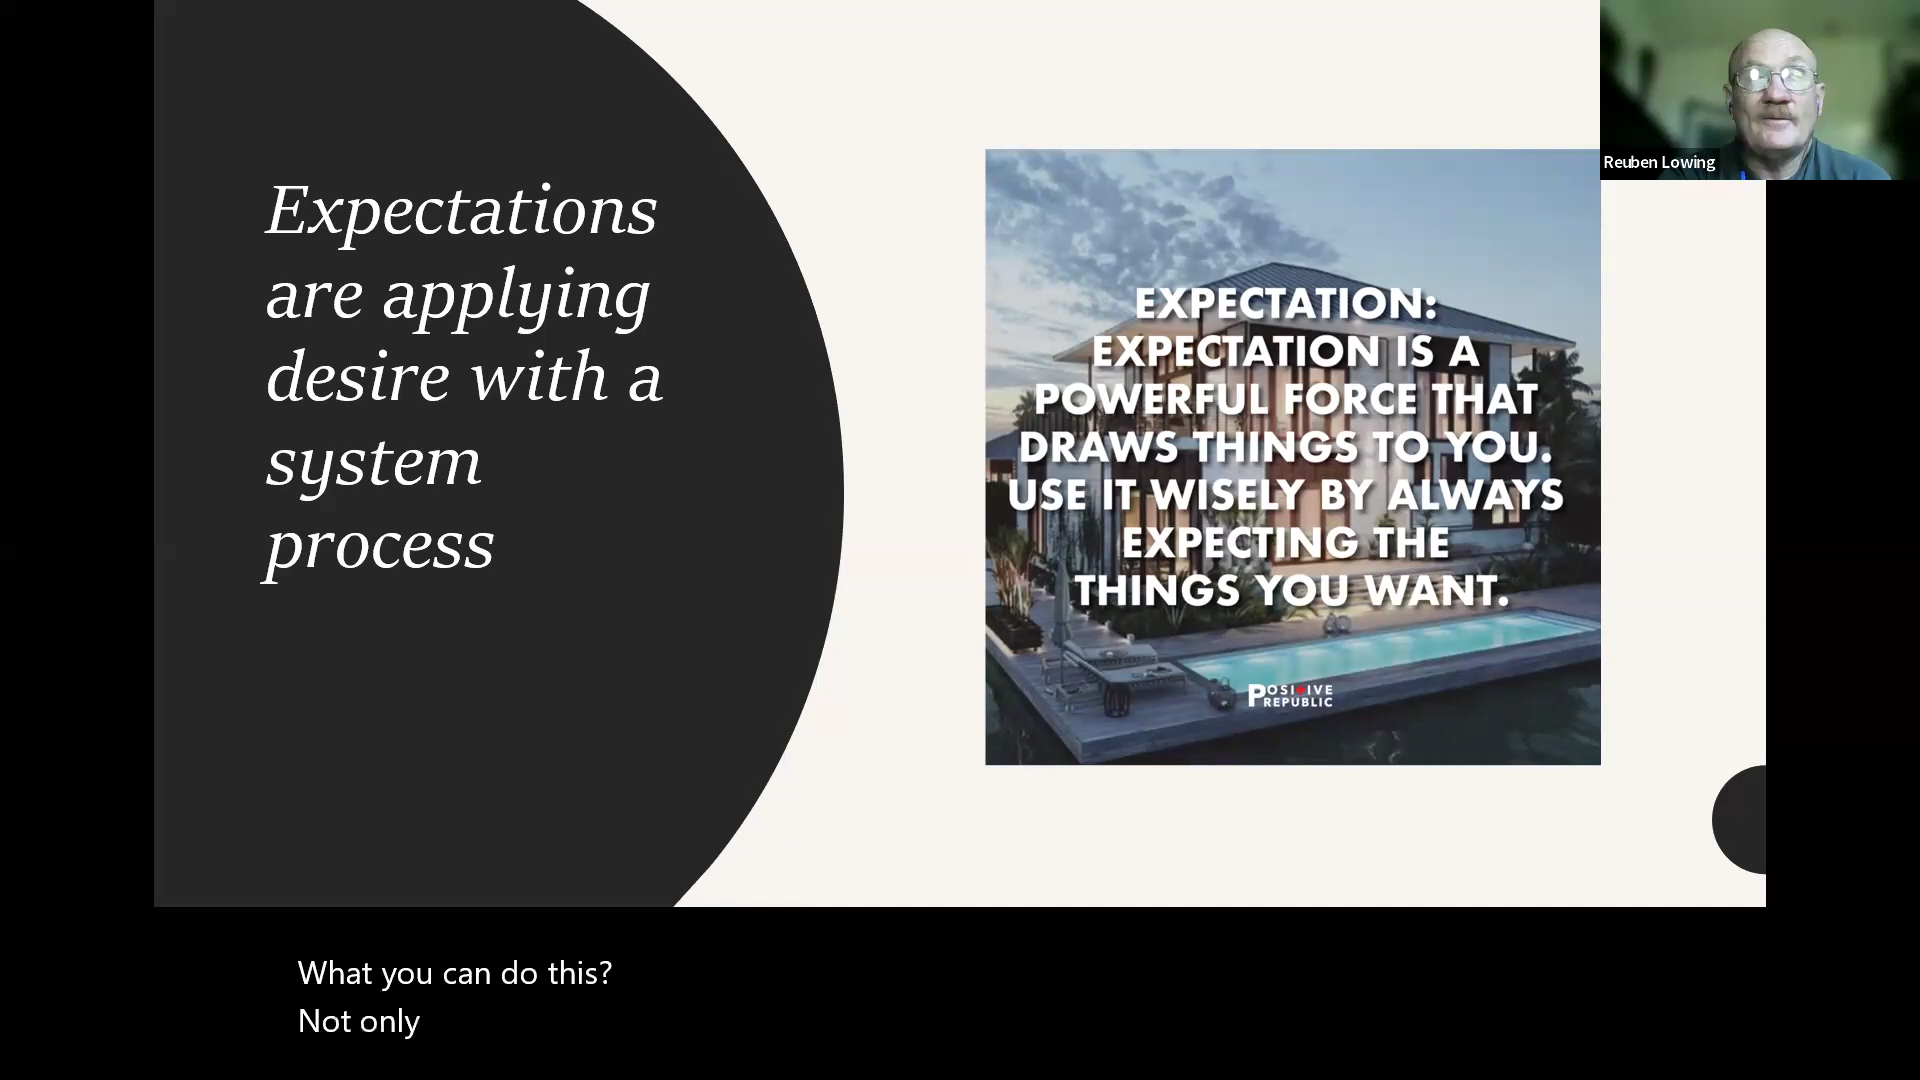 Expectations
are applying
desire with a
system
process
EXPECTATION:
EXPECTATION IS A
POWERFUL FORCE THAT
DRAWS THINGS TO YOU.
USE IT WISELY BY ALWAYS
EXPECTING THE
THINGS YOU WANT.
POSITIVE
REPUBLIC
Reuben Lowing
What you can do this?
Not only